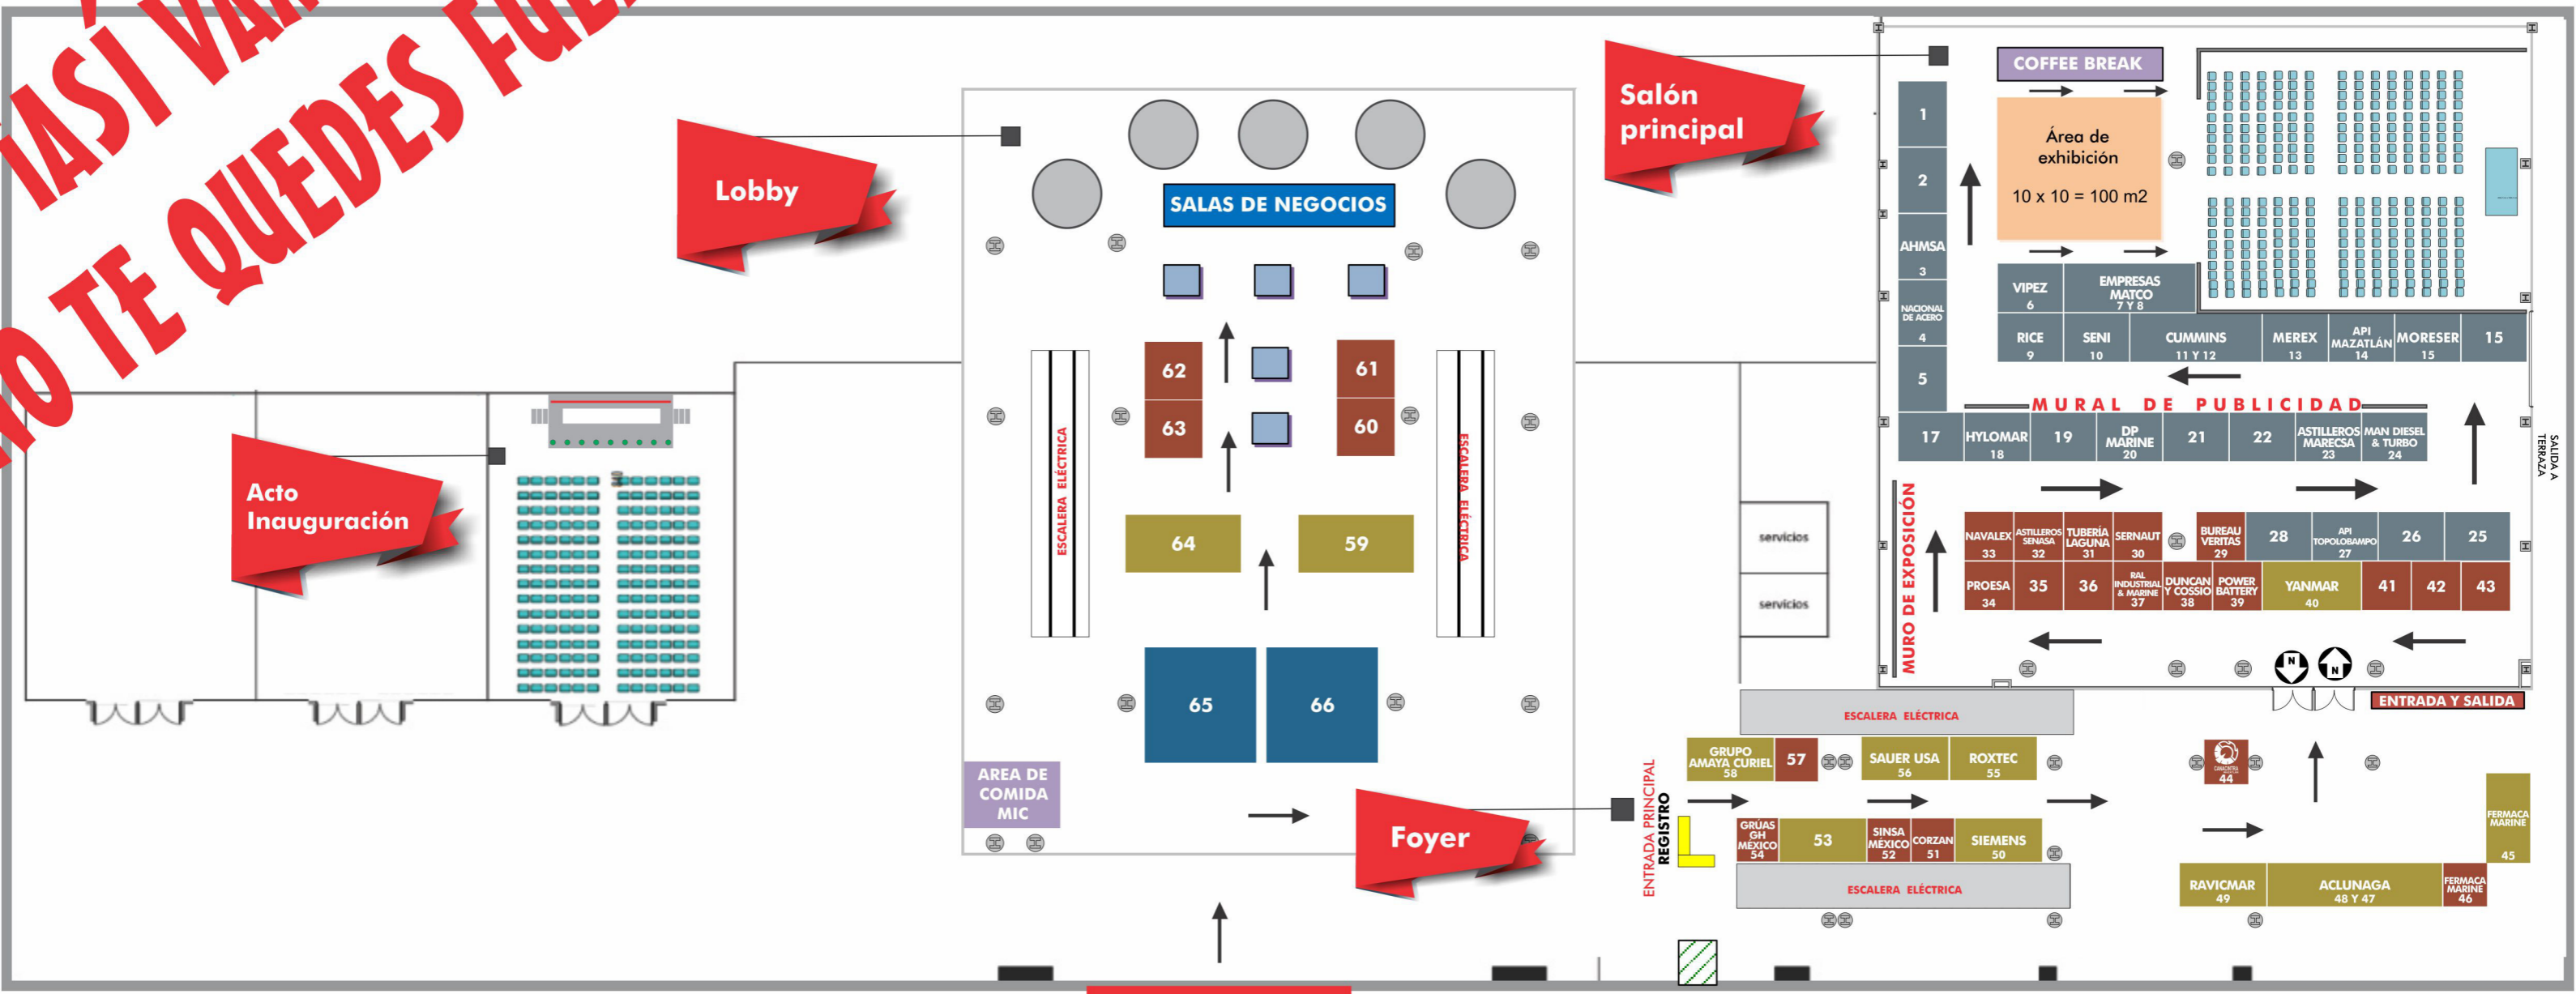 ¡ASÍ
NO TE QUEDES
Lobby
SALAS DE NEGOCIOS
62
63
61
60
64
59
65
66
ESCALERA ELÉCTRICA
ESCALERA ELÉCTRICA
AREA DE
COMIDA
MIC
Acto
Inauguración
Foyer
Salón
principal
servicios
servicios
COFFEE BREAK
Área de
exhibición
10 x 10 = 100 m2
1
2
AHMSA
3
NACIONAL
DE ACERO
4
5
VIPEZ
6
EMPRESAS
MATCO
7 Y 8
RICE
9
SENI
10
CUMMINS
11 Y 12
MEREX
13
API
MAZATLÁN
14
MORESER
15
15
MURAL DE PUBLICIDAD
17
HYLOMAR
18
19
DP
MARINE
20
21
22
ASTILLEROS
MARECSA
23
MAN DIESEL
& TURBO
24
SALIDA A
TERRAZA
MURO DE EXPOSICIÓN
NAVALEX
33
ASTILLEROS
SENASA
32
TUBERÍA
LAGUNA
31
SERNAUT
30
BUREAU
VERITAS
29
28
API
TOPOLOBAMPO
27
26
25
PROESA
34
35
36
RAL
INDUSTRIAL
& MARINE
37
DUNCAN
Y COSSIO
38
POWER
BATTERY
39
YANMAR
40
41
42
43
N
N
ENTRADA Y SALIDA
ESCALERA ELÉCTRICA
GRUPO
AMAYA CURIEL
58
57
SAUER USA
56
ROXTEC
55
CANACINTRA
44
FERMACA
MARINE
45
ENTRADA PRINCIPAL
REGISTRO
GRÚAS
GH
MÉXICO
54
53
SINSA
MÉXICO
52
CORZAN
51
SIEMENS
50
ESCALERA ELÉCTRICA
RAVICMAR
49
ACLUNAGA
48 Y 47
FERMACA
MARINE
46